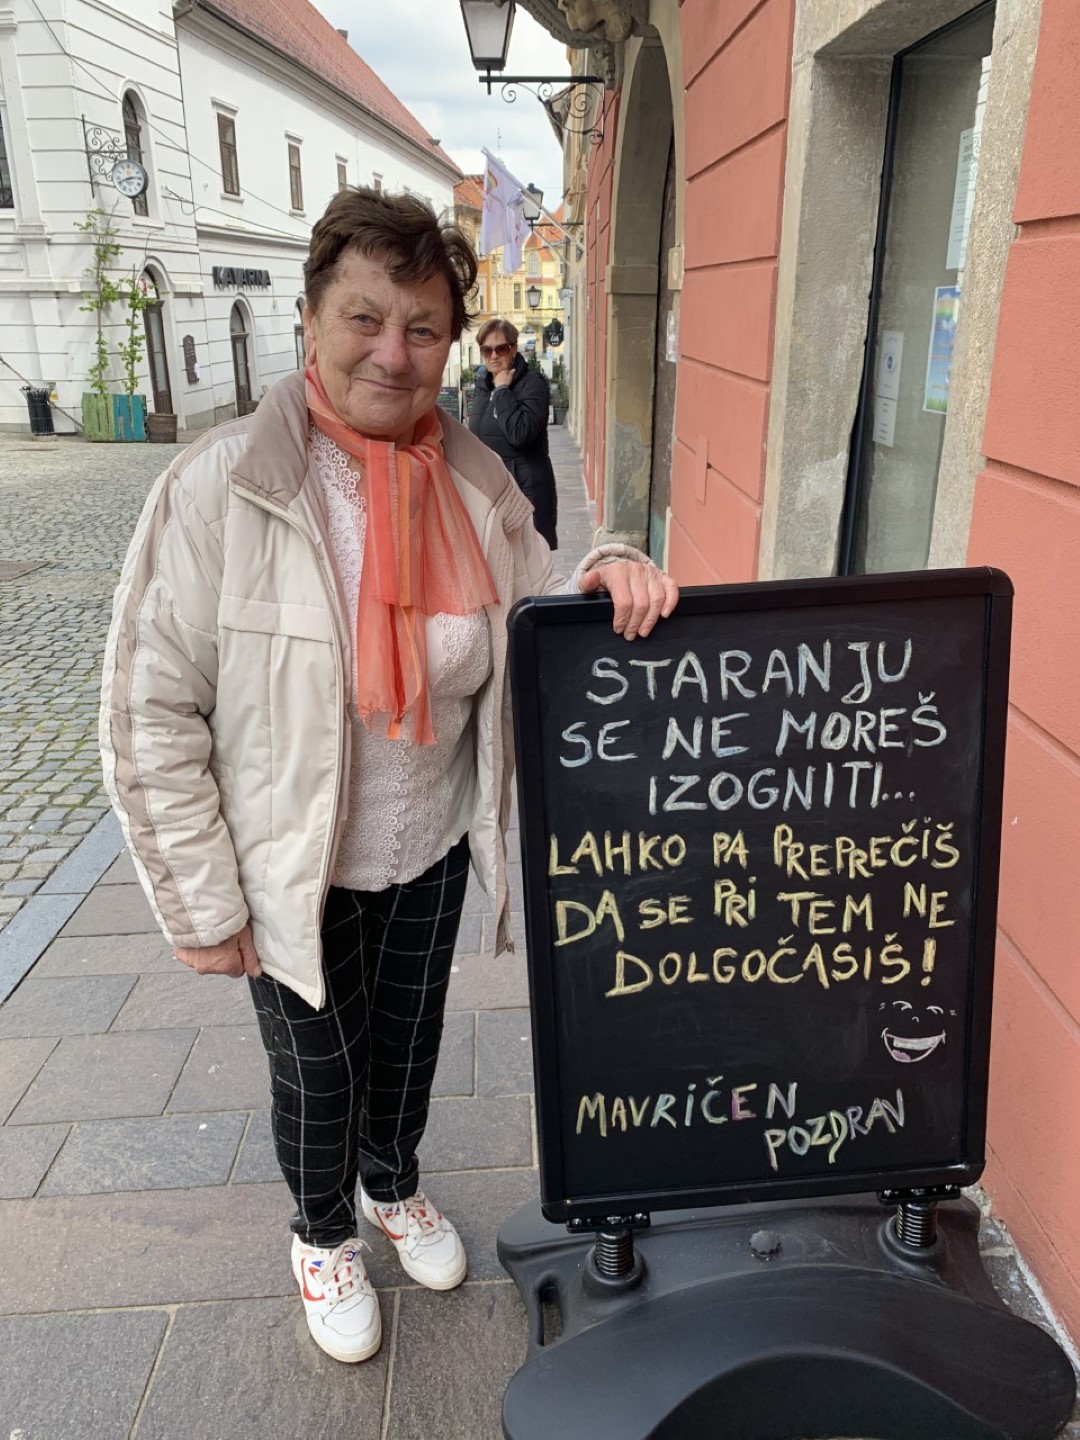 KAVARNA
STARANJU
SE NE MOREŠ
IZOGNITI...
LAHKO PA PREPREČIŠ
DA SE PRI TEM NE
DOLGOČASIŠ!
MAVRIČEN
POZDRAV